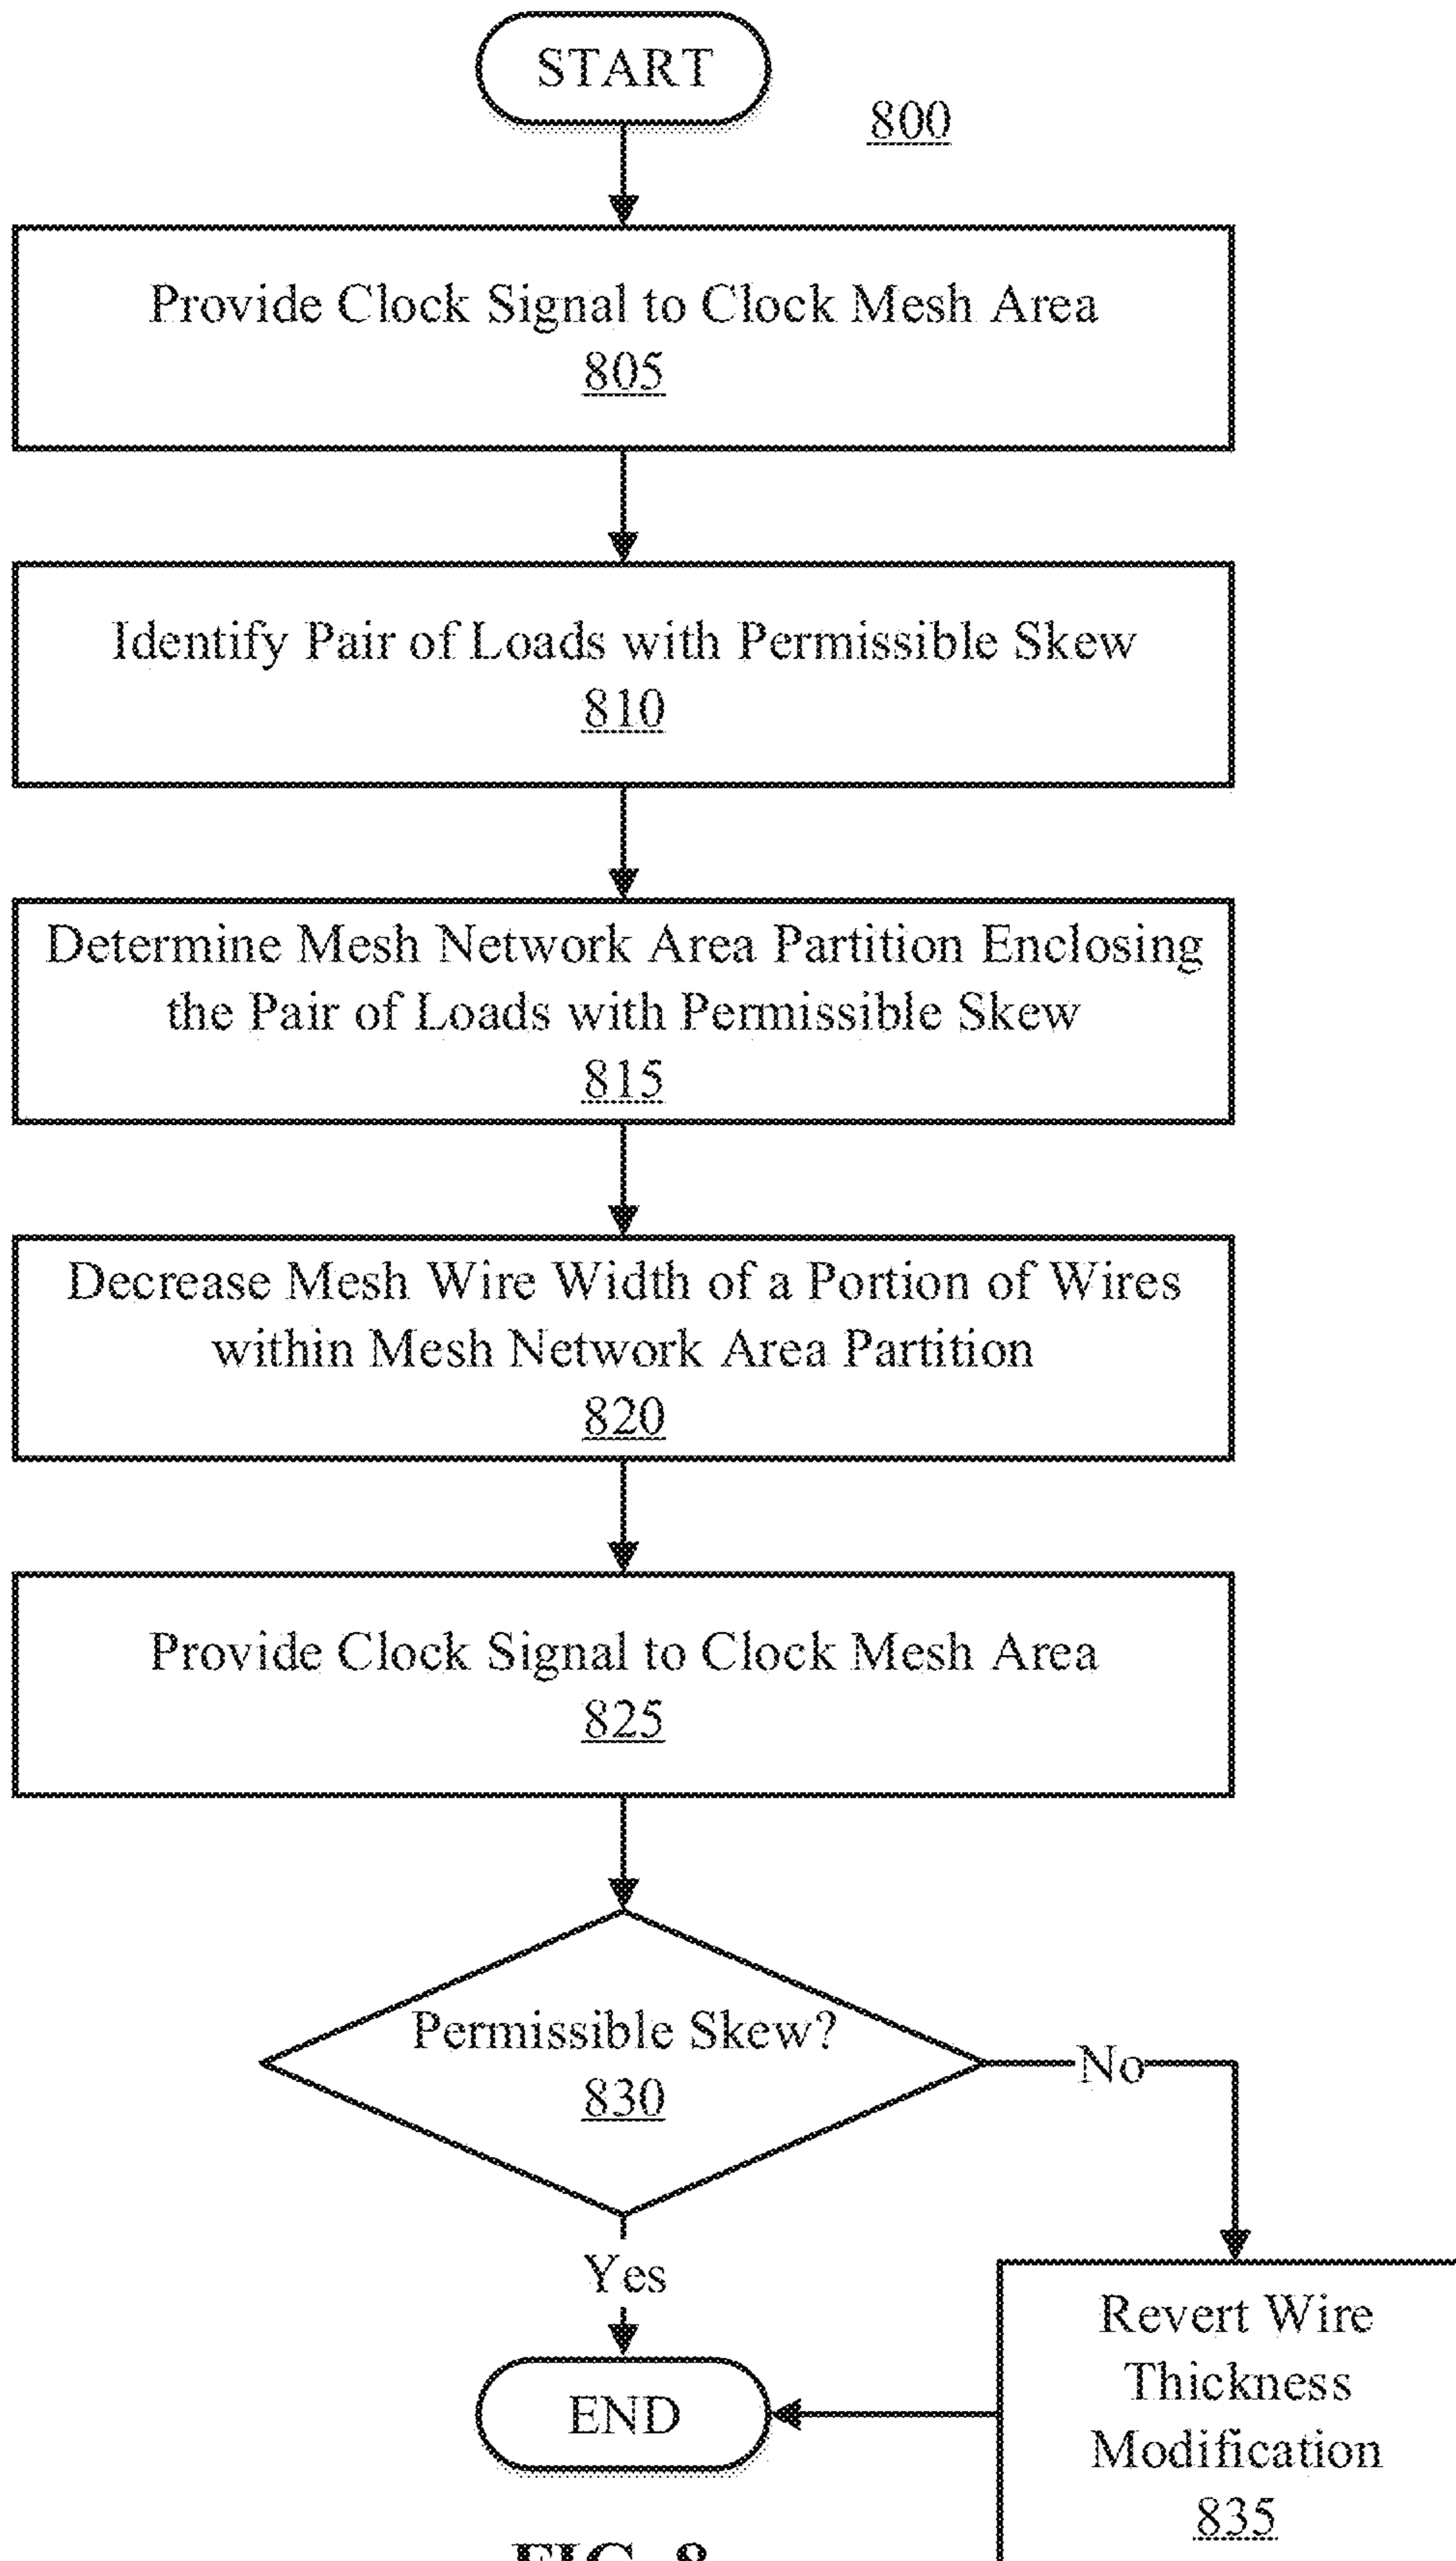 START
800
Provide Clock Signal to Clock Mesh Area
805
Identify Pair of Loads with Permissible Skew
810
Determine Mesh Network Area Partition Enclosing
the Pair of Loads with Permissible Skew
815
Decrease Mesh Wire Width of a Portion of Wires
within Mesh Network Area Partition
820
Provide Clock Signal to Clock Mesh Area
825
Permissible Skew?
830
No
Yes
Revert Wire
Thickness
Modification
835
END
FIG. 8